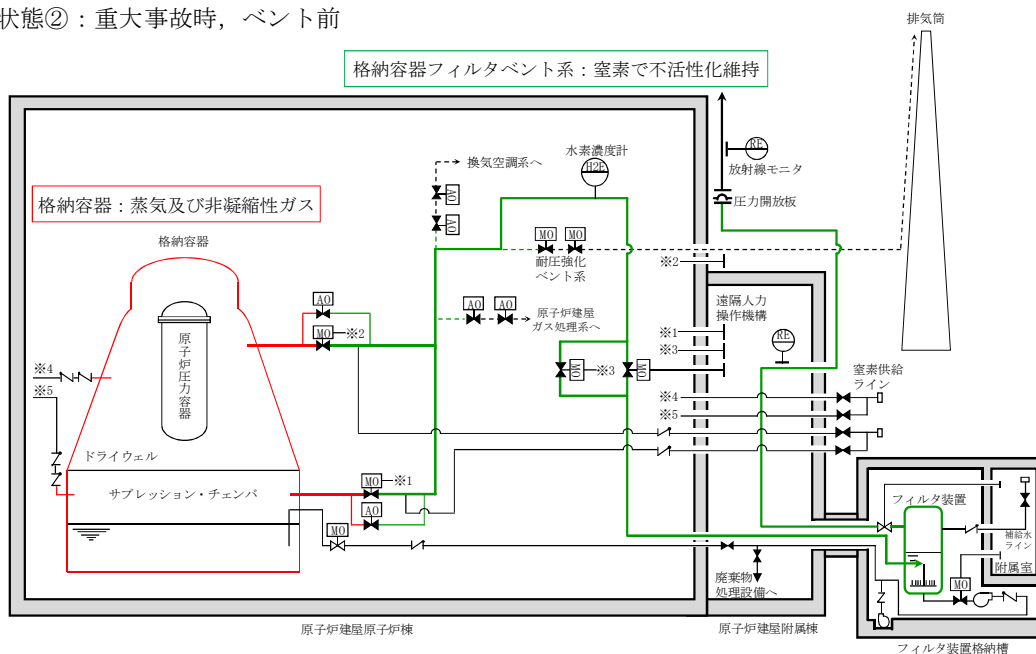 状態②：重大事故時，ベント前
排気筒
格納容器フィルタベント系：窒素で不活性化維持
水素濃度計
H2E
換気空調系へ
RE
放射線モニタ
圧力開放板
AO
AO
格納容器：蒸気及び非凝縮性ガス
格納容器
MO
MO
耐圧強化
ベント系
※2
AO
MO
※2
AO
AO
原子炉建屋
ガス処理系へ
遠隔人力
操作機構
※1
※3
RE
原子炉圧力容器
※4
※5
MO
※3
MO
※4
※5
窒素供給
ライン
ドライウェル
サプレッション・チェンバ
MO
※1
AO
MO
フィルタ装置
補給水
ライン
附属室
MO
廃棄物
処理設備へ
原子炉建屋原子炉棟
原子炉建屋附属棟
フィルタ装置格納槽